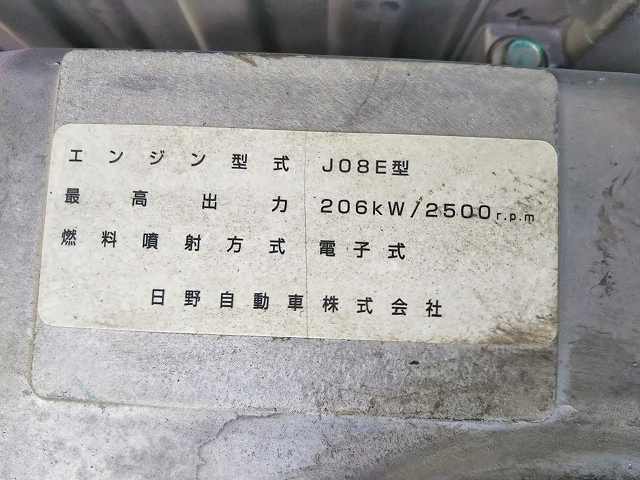 エンジン型式 J08E型
最高出力 206kW/2500r.p.m
燃料噴射方式 電子式
日野自動車株式会社